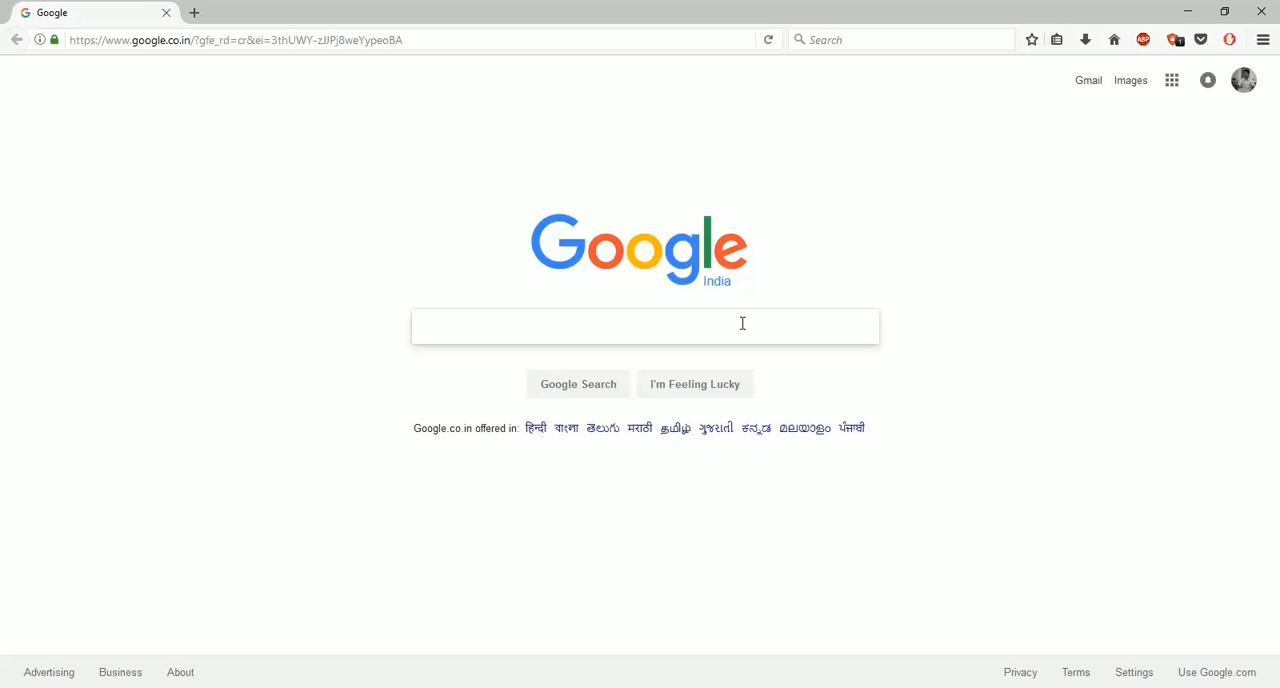 Google
https://www.google.co.in/?gfe_rd=cr&ei=3thUWY-zJJPj8weYypeoBA
Search
ABP
1
Gmail Images
Google
India
Google Search I'm Feeling Lucky
Google.co.in offered in: हिन्दी বাংলা తెలుగు मराठी தமிழ் ગુજરાતી ಕನ್ನಡ മലയാളം ਪੰਜਾਬੀ
Advertising Business About Privacy Terms Settings Use Google.com